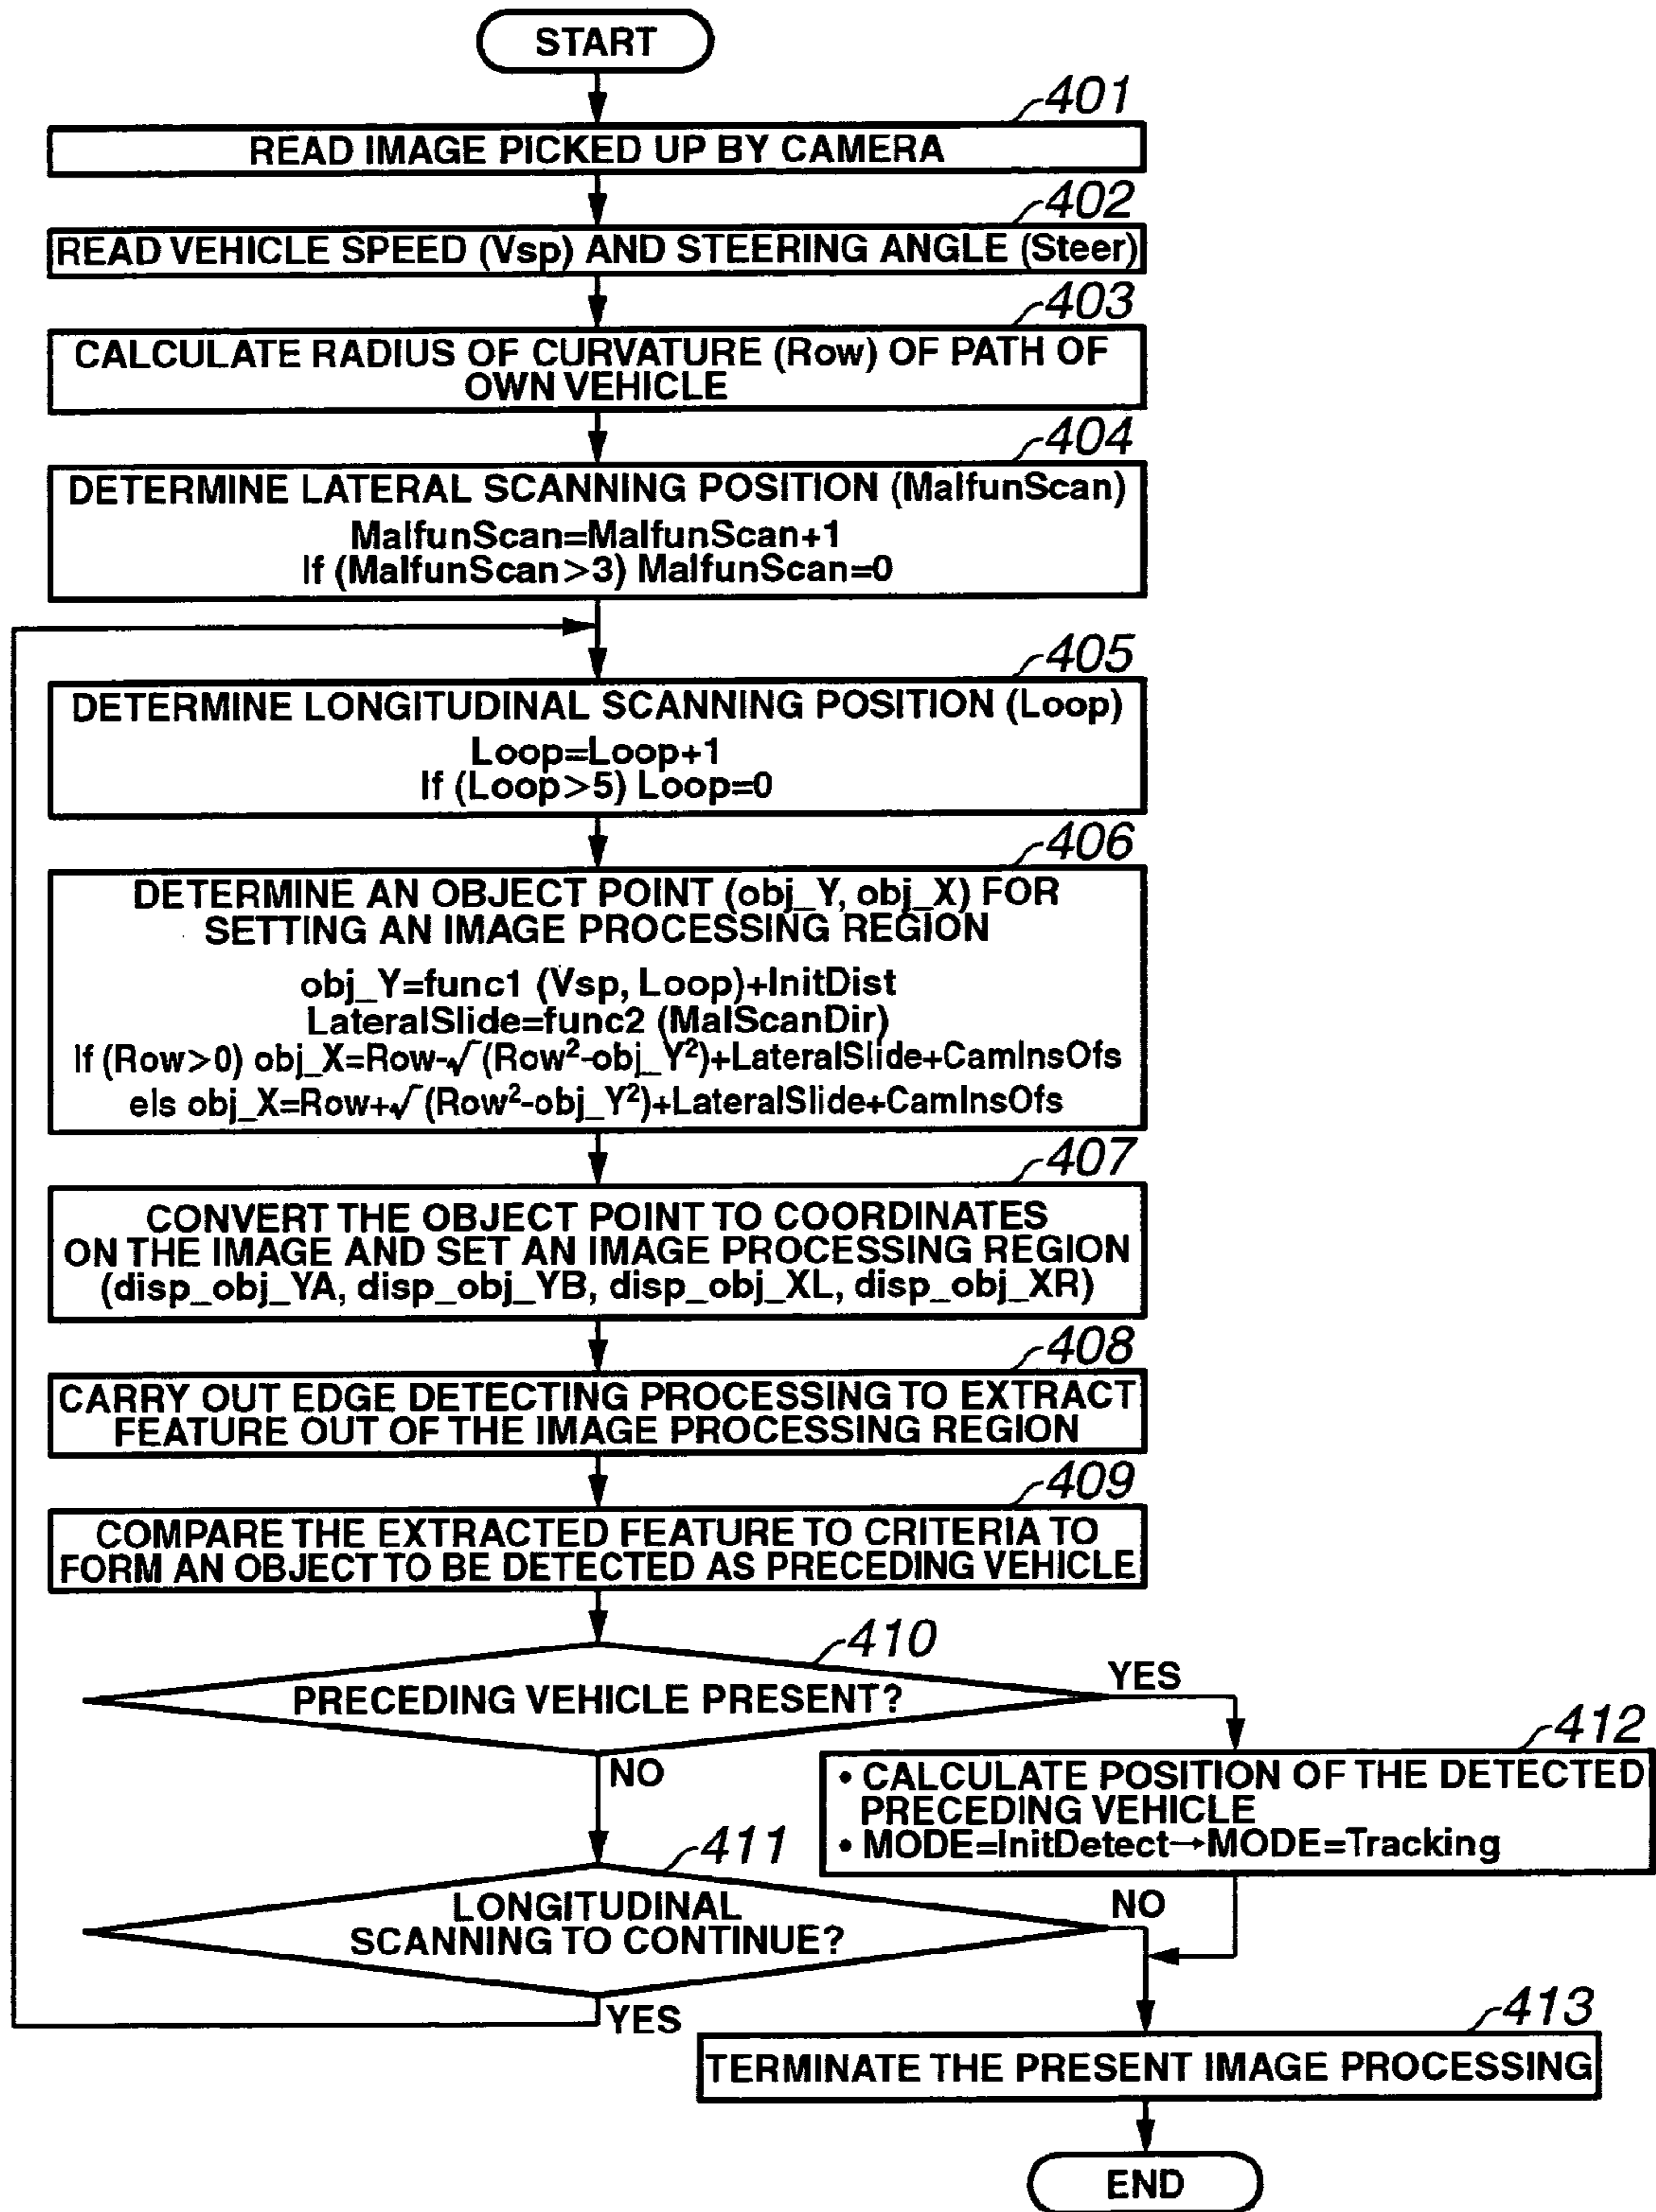 START
401
READ IMAGE PICKED UP BY CAMERA
402
READ VEHICLE SPEED (Vsp) AND STEERING ANGLE (Steer)
403
CALCULATE RADIUS OF CURVATURE (Row) OF PATH OF
OWN VEHICLE
404
DETERMINE LATERAL SCANNING POSITION (MalfunScan)
MalfunScan=MalfunScan+1
If (MalfunScan>3) MalfunScan=0
405
DETERMINE LONGITUDINAL SCANNING POSITION (Loop)
Loop=Loop+1
If (Loop>5) Loop=0
406
DETERMINE AN OBJECT POINT (obj_Y, obj_X) FOR
SETTING AN IMAGE PROCESSING REGION
obj_Y=func1 (Vsp, Loop)+InitDist
LateralSlide=func2 (MalScanDir)
If (Row>0) obj_X=Row-√(Row²-obj_Y²)+LateralSlide+CamInsOfs
els obj_X=Row+√(Row²-obj_Y²)+LateralSlide+CamInsOfs
407
CONVERT THE OBJECT POINT TO COORDINATES
ON THE IMAGE AND SET AN IMAGE PROCESSING REGION
(disp_obj_YA, disp_obj_YB, disp_obj_XL, disp_obj_XR)
408
CARRY OUT EDGE DETECTING PROCESSING TO EXTRACT
FEATURE OUT OF THE IMAGE PROCESSING REGION
409
COMPARE THE EXTRACTED FEATURE TO CRITERIA TO
FORM AN OBJECT TO BE DETECTED AS PRECEDING VEHICLE
410
PRECEDING VEHICLE PRESENT?
YES
NO
412
• CALCULATE POSITION OF THE DETECTED
PRECEDING VEHICLE
• MODE=InitDetect→MODE=Tracking
411
LONGITUDINAL
SCANNING TO CONTINUE?
NO
YES
413
TERMINATE THE PRESENT IMAGE PROCESSING
END